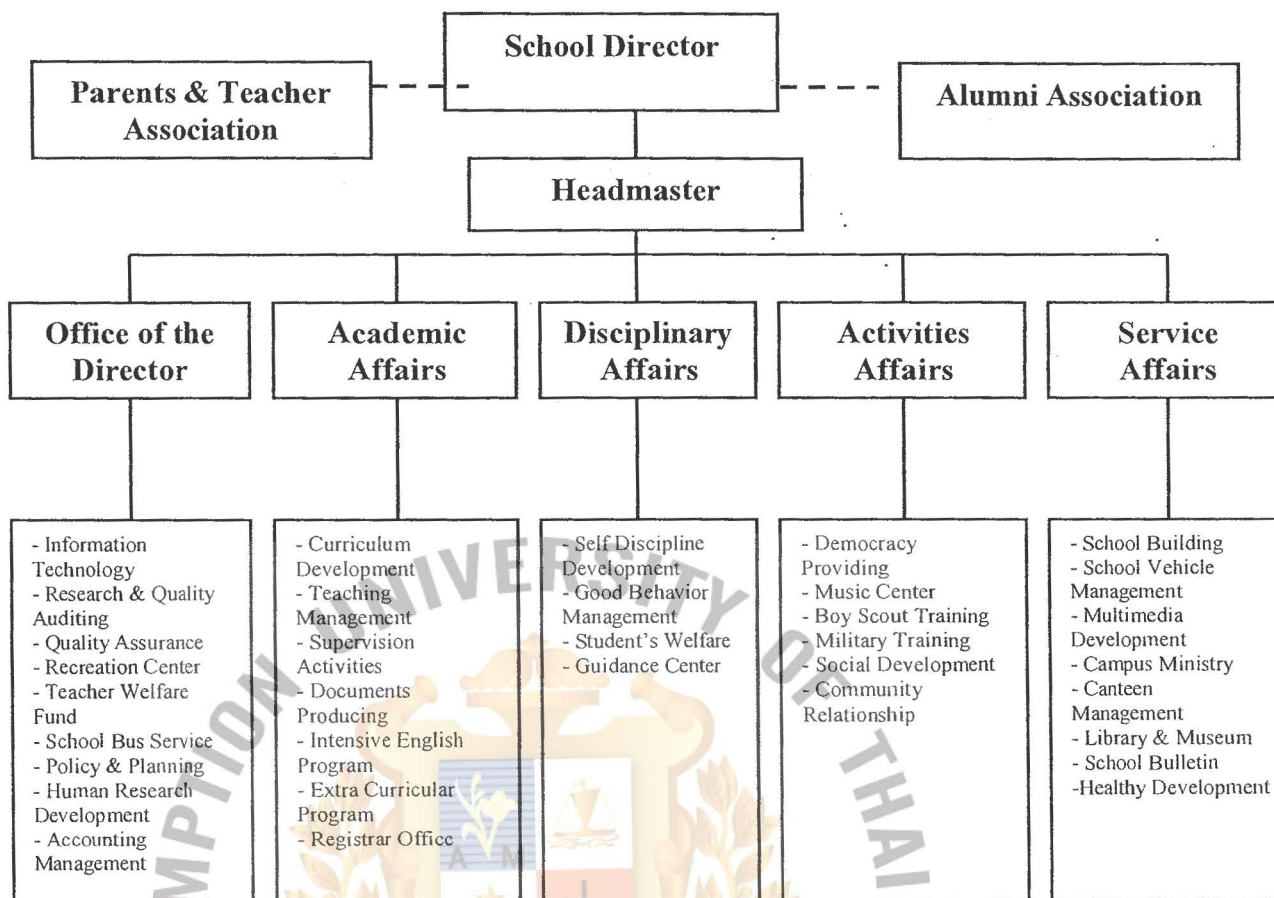 School Director
Parents & Teacher
Association
Alumni Association
Headmaster
Office of the
Director
Academic
Affairs
Disciplinary
Affairs
Activities
Affairs
Service
Affairs
- Information
Technology
- Research & Quality
Auditing
- Quality Assurance
- Recreation Center
- Teacher Welfare
Fund
- School Bus Service
- Policy & Planning
- Human Research
Development
- Accounting
Management
- Curriculum
Development
- Teaching
Management
- Supervision
Activities
- Documents
Producing
- Intensive English
Program
- Extra Curricular
Program
- Registrar Office
- Self Discipline
Development
- Good Behavior
Management
- Student's Welfare
- Guidance Center
- Democracy
Providing
- Music Center
- Boy Scout Training
- Military Training
- Social Development
- Community
Relationship
- School Building
- School Vehicle
Management
- Multimedia
Development
- Campus Ministry
- Canteen
Management
- Library & Museum
- School Bulletin
-Healthy Development
MPTION UNIVERSITY OF THAI
A M